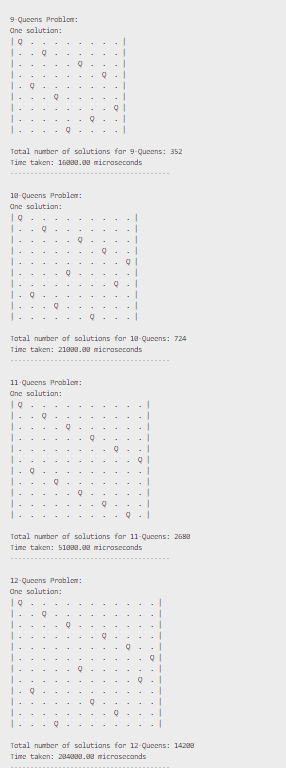 9-Queens Problem:
One solution:
|Q . . . . . . . .|
|. . Q . . . . . .|
|. . . . . Q . . .|
|. . . . . . . Q .|
|. Q . . . . . . .|
|. . . Q . . . . .|
|. . . . . . . . Q|
|. . . . . . Q . .|
|. . . . Q . . . .|
Total number of solutions for 9-Queens: 352
Time taken: 16000.00 microseconds
----------------------------------------
10-Queens Problem:
One solution:
|Q . . . . . . . . .|
|. . Q . . . . . . .|
|. . . . . Q . . . .|
|. . . . . . . Q . .|
|. . . . . . . . . Q|
|. . . . Q . . . . .|
|. . . . . . . . Q .|
|. Q . . . . . . . .|
|. . . Q . . . . . .|
|. . . . . . Q . . .|
Total number of solutions for 10-Queens: 724
Time taken: 21000.00 microseconds
----------------------------------------
11-Queens Problem:
One solution:
|Q . . . . . . . . . .|
|. . Q . . . . . . . .|
|. . . . Q . . . . . .|
|. . . . . . Q . . . .|
|. . . . . . . . Q . .|
|. . . . . . . . . . Q|
|. Q . . . . . . . . .|
|. . . Q . . . . . . .|
|. . . . . Q . . . . .|
|. . . . . . . Q . . .|
|. . . . . . . . . Q .|
Total number of solutions for 11-Queens: 2680
Time taken: 51000.00 microseconds
----------------------------------------
12-Queens Problem:
One solution:
|Q . . . . . . . . . . .|
|. . Q . . . . . . . . .|
|. . . . Q . . . . . . .|
|. . . . . . . Q . . . .|
|. . . . . . . . . Q . .|
|. . . . . . . . . . . Q|
|. . . . . Q . . . . . .|
|. . . . . . . . . . Q .|
|. Q . . . . . . . . . .|
|. . . . . . Q . . . . .|
|. . . . . . . . Q . . .|
|. . . Q . . . . . . . .|
Total number of solutions for 12-Queens: 14200
Time taken: 204000.00 microseconds
----------------------------------------